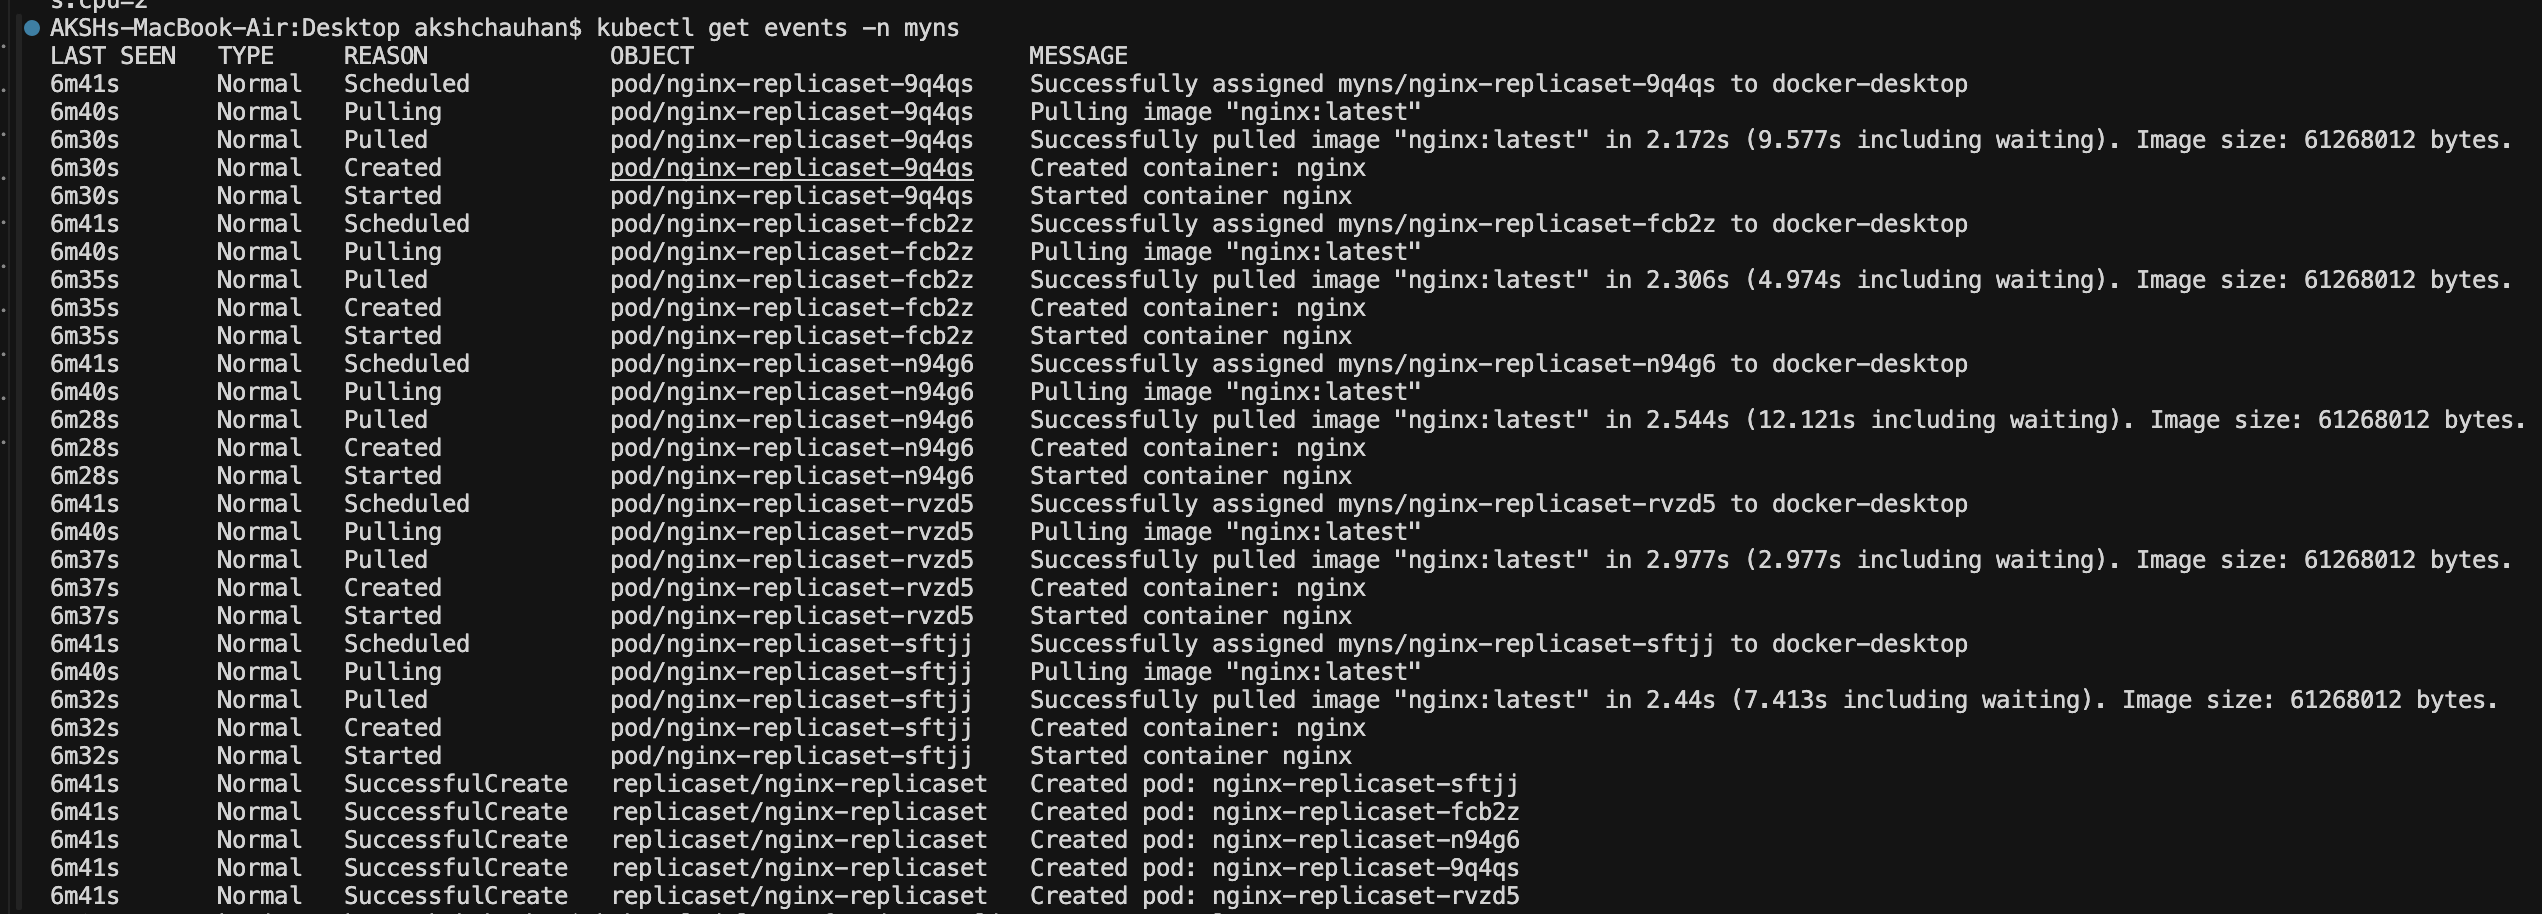 s.cpu=2
AKSHs-MacBook-Air:Desktop akshchauhan$ kubectl get events -n myns
LAST SEEN   TYPE     REASON             OBJECT                        MESSAGE
6m41s       Normal   Scheduled          pod/nginx-replicaset-9q4qs    Successfully assigned myns/nginx-replicaset-9q4qs to docker-desktop
6m40s       Normal   Pulling            pod/nginx-replicaset-9q4qs    Pulling image "nginx:latest"
6m30s       Normal   Pulled             pod/nginx-replicaset-9q4qs    Successfully pulled image "nginx:latest" in 2.172s (9.577s including waiting). Image size: 61268012 bytes.
6m30s       Normal   Created            pod/nginx-replicaset-9q4qs    Created container: nginx
6m30s       Normal   Started            pod/nginx-replicaset-9q4qs    Started container nginx
6m41s       Normal   Scheduled          pod/nginx-replicaset-fcb2z    Successfully assigned myns/nginx-replicaset-fcb2z to docker-desktop
6m40s       Normal   Pulling            pod/nginx-replicaset-fcb2z    Pulling image "nginx:latest"
6m35s       Normal   Pulled             pod/nginx-replicaset-fcb2z    Successfully pulled image "nginx:latest" in 2.306s (4.974s including waiting). Image size: 61268012 bytes.
6m35s       Normal   Created            pod/nginx-replicaset-fcb2z    Created container: nginx
6m35s       Normal   Started            pod/nginx-replicaset-fcb2z    Started container nginx
6m41s       Normal   Scheduled          pod/nginx-replicaset-n94g6    Successfully assigned myns/nginx-replicaset-n94g6 to docker-desktop
6m40s       Normal   Pulling            pod/nginx-replicaset-n94g6    Pulling image "nginx:latest"
6m28s       Normal   Pulled             pod/nginx-replicaset-n94g6    Successfully pulled image "nginx:latest" in 2.544s (12.121s including waiting). Image size: 61268012 bytes.
6m28s       Normal   Created            pod/nginx-replicaset-n94g6    Created container: nginx
6m28s       Normal   Started            pod/nginx-replicaset-n94g6    Started container nginx
6m41s       Normal   Scheduled          pod/nginx-replicaset-rvzd5    Successfully assigned myns/nginx-replicaset-rvzd5 to docker-desktop
6m40s       Normal   Pulling            pod/nginx-replicaset-rvzd5    Pulling image "nginx:latest"
6m37s       Normal   Pulled             pod/nginx-replicaset-rvzd5    Successfully pulled image "nginx:latest" in 2.977s (2.977s including waiting). Image size: 61268012 bytes.
6m37s       Normal   Created            pod/nginx-replicaset-rvzd5    Created container: nginx
6m37s       Normal   Started            pod/nginx-replicaset-rvzd5    Started container nginx
6m41s       Normal   Scheduled          pod/nginx-replicaset-sftjj    Successfully assigned myns/nginx-replicaset-sftjj to docker-desktop
6m40s       Normal   Pulling            pod/nginx-replicaset-sftjj    Pulling image "nginx:latest"
6m32s       Normal   Pulled             pod/nginx-replicaset-sftjj    Successfully pulled image "nginx:latest" in 2.44s (7.413s including waiting). Image size: 61268012 bytes.
6m32s       Normal   Created            pod/nginx-replicaset-sftjj    Created container: nginx
6m32s       Normal   Started            pod/nginx-replicaset-sftjj    Started container nginx
6m41s       Normal   SuccessfulCreate   replicaset/nginx-replicaset   Created pod: nginx-replicaset-sftjj
6m41s       Normal   SuccessfulCreate   replicaset/nginx-replicaset   Created pod: nginx-replicaset-fcb2z
6m41s       Normal   SuccessfulCreate   replicaset/nginx-replicaset   Created pod: nginx-replicaset-n94g6
6m41s       Normal   SuccessfulCreate   replicaset/nginx-replicaset   Created pod: nginx-replicaset-9q4qs
6m41s       Normal   SuccessfulCreate   replicaset/nginx-replicaset   Created pod: nginx-replicaset-rvzd5